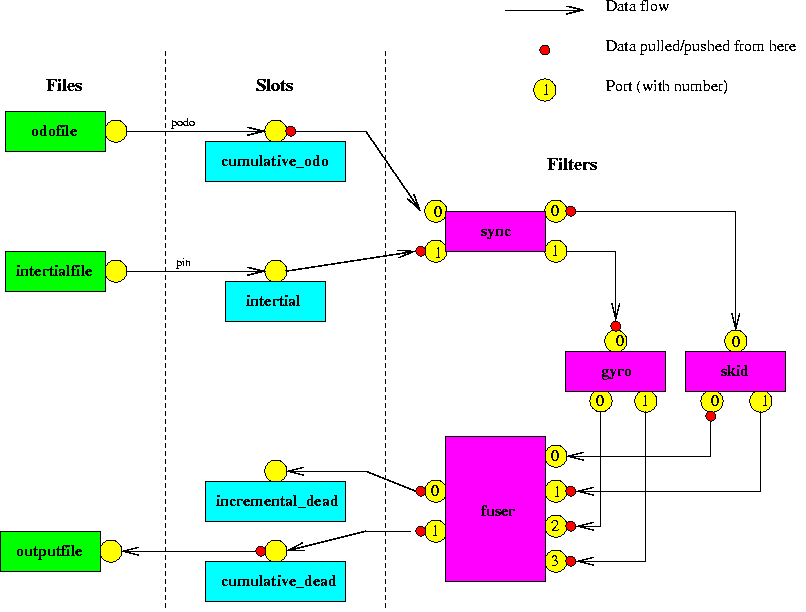 Data flow
Data pulled/pushed from here
1 Port (with number)
Files
Slots
Filters
odofile
podo
cumulative_odo
0 sync 0
1 1
intertialfile
pin
intertial
0 0
gyro skid
0 1 0 1
incremental_dead
0
1
fuser
0
1
2
3
outputfile
cumulative_dead